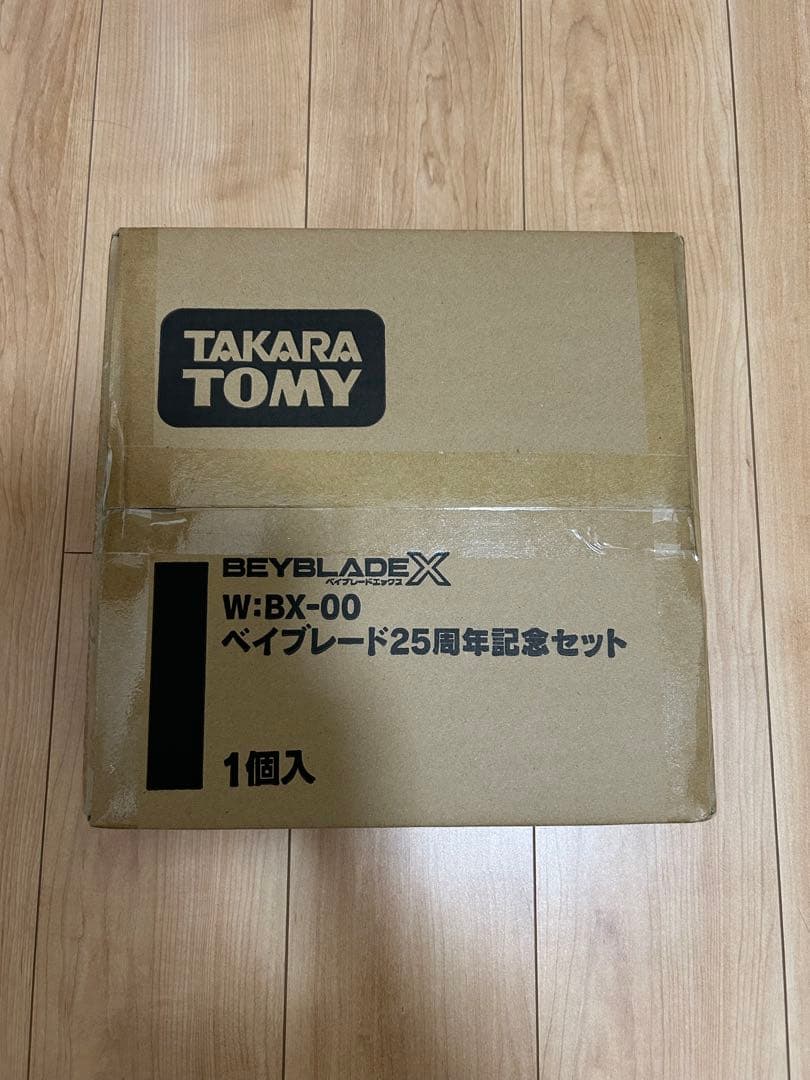 TAKARA
TOMY
BEYBLADE X
ベイブレードエックス
W:BX-00
ベイブレード25周年記念セット
1個入